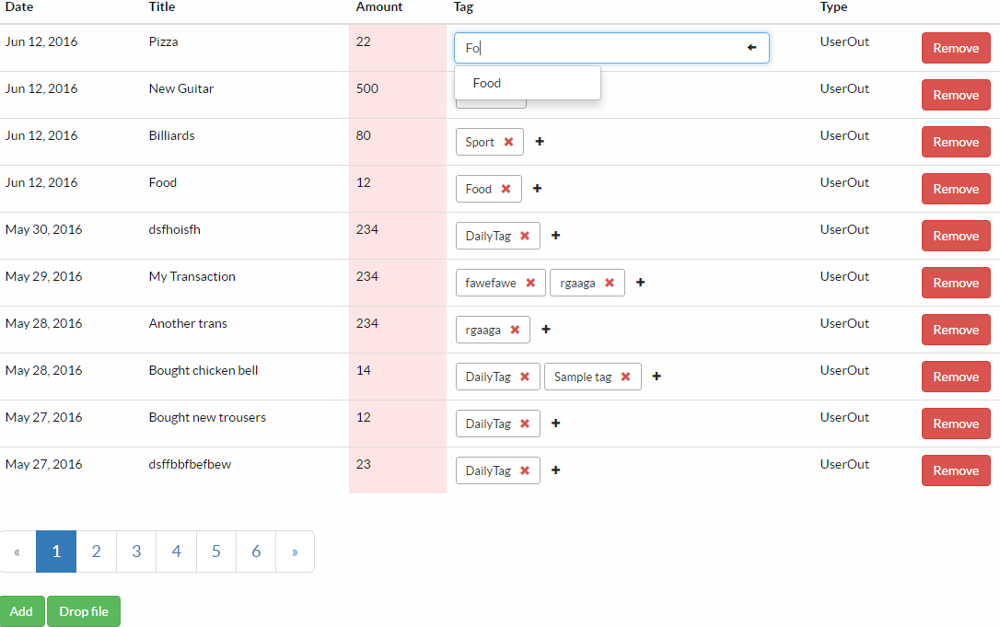 Date Title Amount Tag Type
Jun 12, 2016 Pizza 22 Fo UserOut Remove
Food
Jun 12, 2016 New Guitar 500 UserOut Remove
Jun 12, 2016 Billiards 80 Sport ✖ + UserOut Remove
Jun 12, 2016 Food 12 Food ✖ + UserOut Remove
May 30, 2016 dsfhoisfh 234 DailyTag ✖ + UserOut Remove
May 29, 2016 My Transaction 234 fawefawe ✖ rgaaga ✖ + UserOut Remove
May 28, 2016 Another trans 234 rgaaga ✖ + UserOut Remove
May 28, 2016 Bought chicken bell 14 DailyTag ✖ Sample tag ✖ + UserOut Remove
May 27, 2016 Bought new trousers 12 DailyTag ✖ + UserOut Remove
May 27, 2016 dsffbbfbefbew 23 DailyTag ✖ + UserOut Remove
« 1 2 3 4 5 6 »
Add Drop file